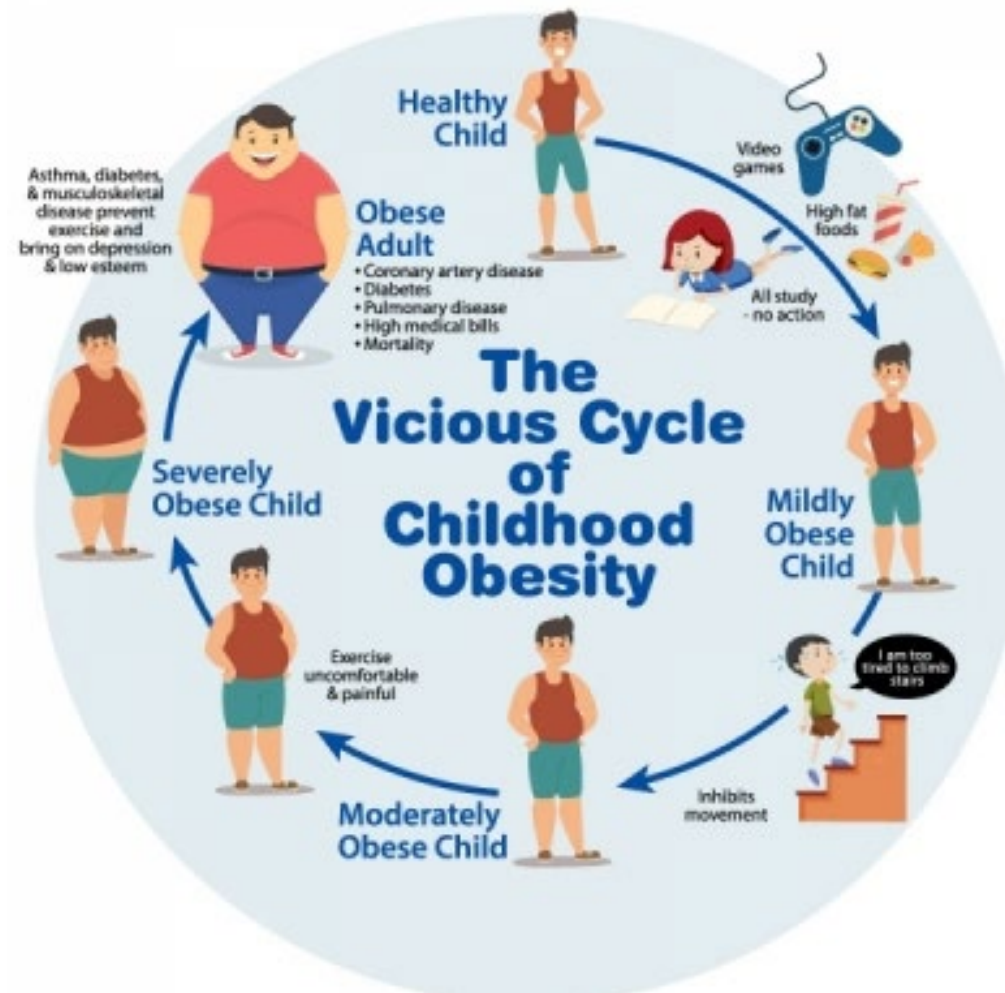 Healthy
Child
Video
games
High fat
foods
All study
- no action
Mildly
Obese
Child
I am too
tired to climb
stairs
Inhibits
movement
Moderately
Obese Child
Exercise
uncomfortable
& painful
Severely
Obese Child
Asthma, diabetes,
& musculoskeletal
disease prevent
exercise and
bring on depression
& low esteem
Obese
Adult
• Coronary artery disease
• Diabetes
• Pulmonary disease
• High medical bills
• Mortality
The
Vicious Cycle
of
Childhood
Obesity